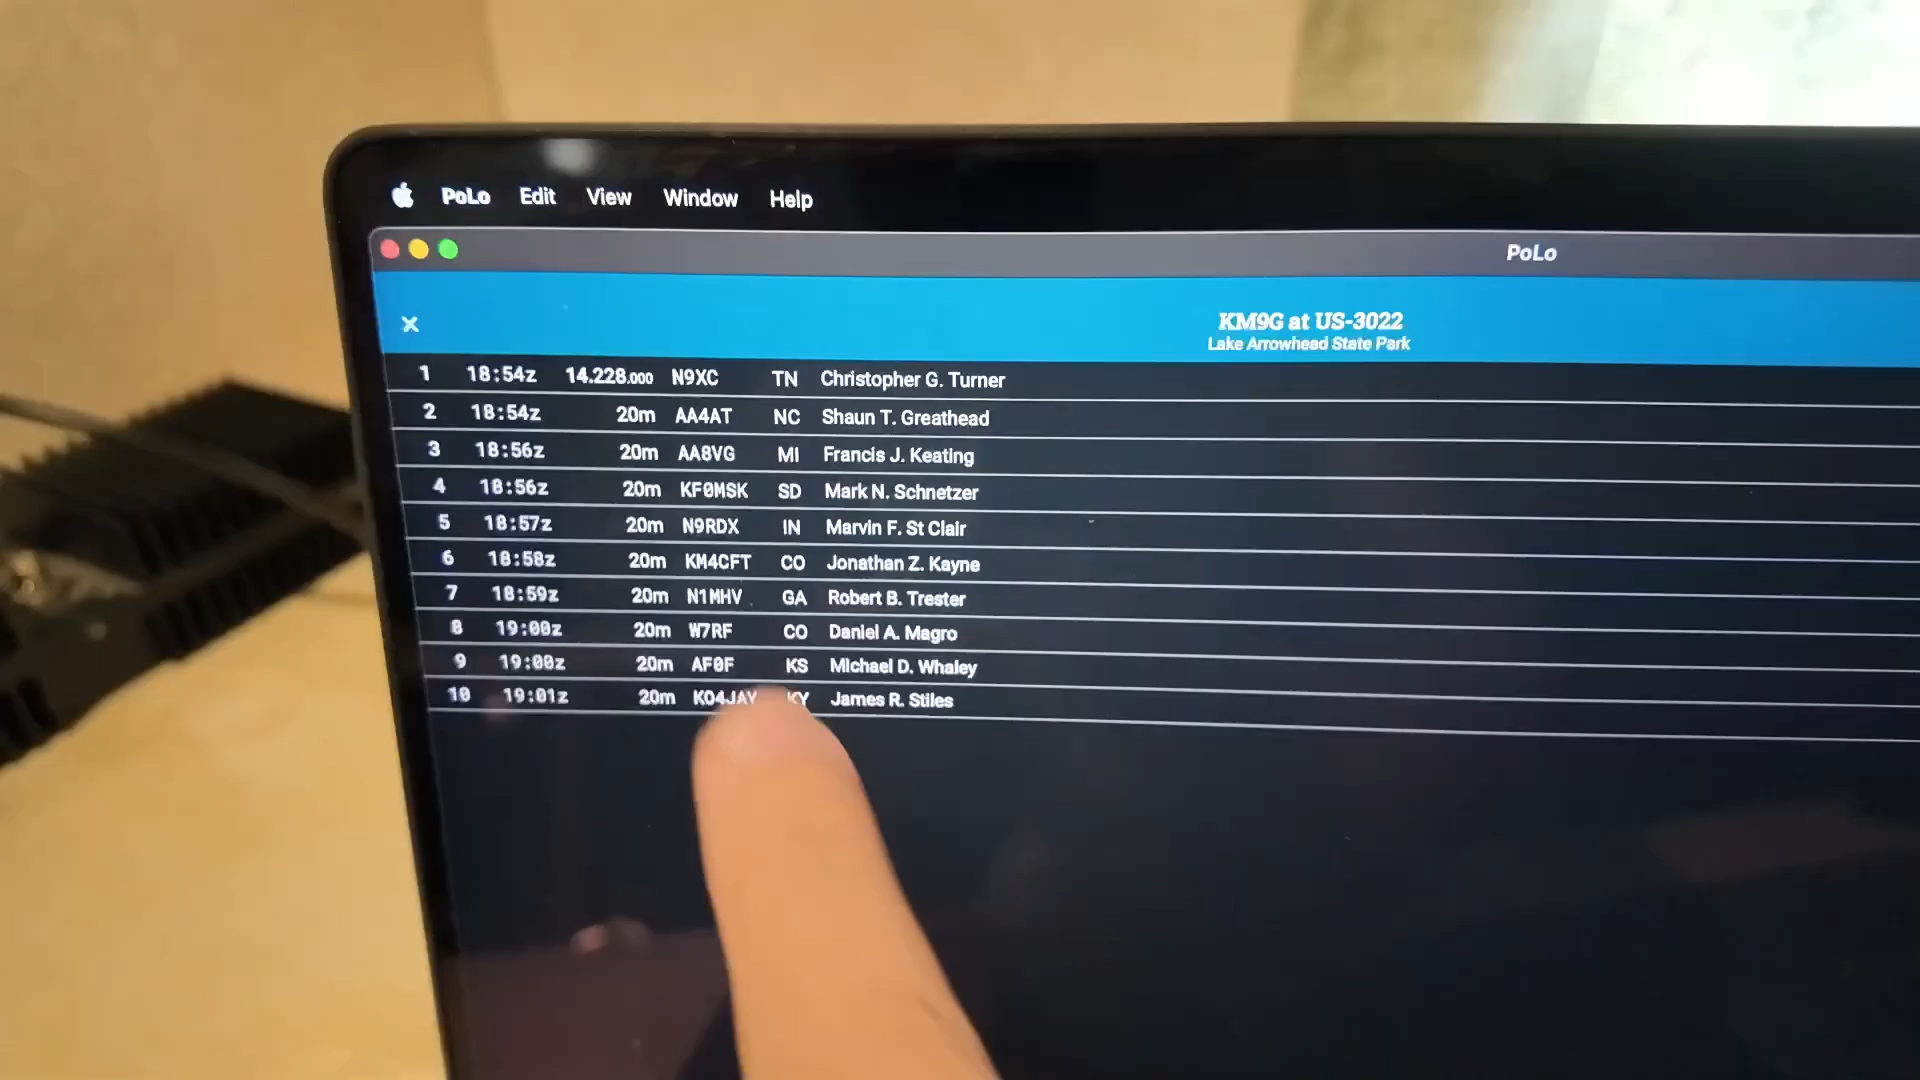 PoLo Edit View Window Help
PoLo
KM9G at US-3022
Lake Arrowhead State Park
1 18:54z 14.228.000 N9XC TN Christopher G. Turner
2 18:54z 20m AA4AT NC Shaun T. Greathead
3 18:56z 20m AA8VG MI Francis J. Keating
4 18:56z 20m KF0MSK SD Mark N. Schnetzer
5 18:57z 20m N9RDX IN Marvin F. St Clair
6 18:58z 20m KM4CFT CO Jonathan Z. Kayne
7 18:59z 20m N1MHV GA Robert B. Trester
8 19:00z 20m W7RF CO Daniel A. Magro
9 19:00z 20m AF0F KS Michael D. Whaley
10 19:01z 20m KO4JAY KY James R. Stiles